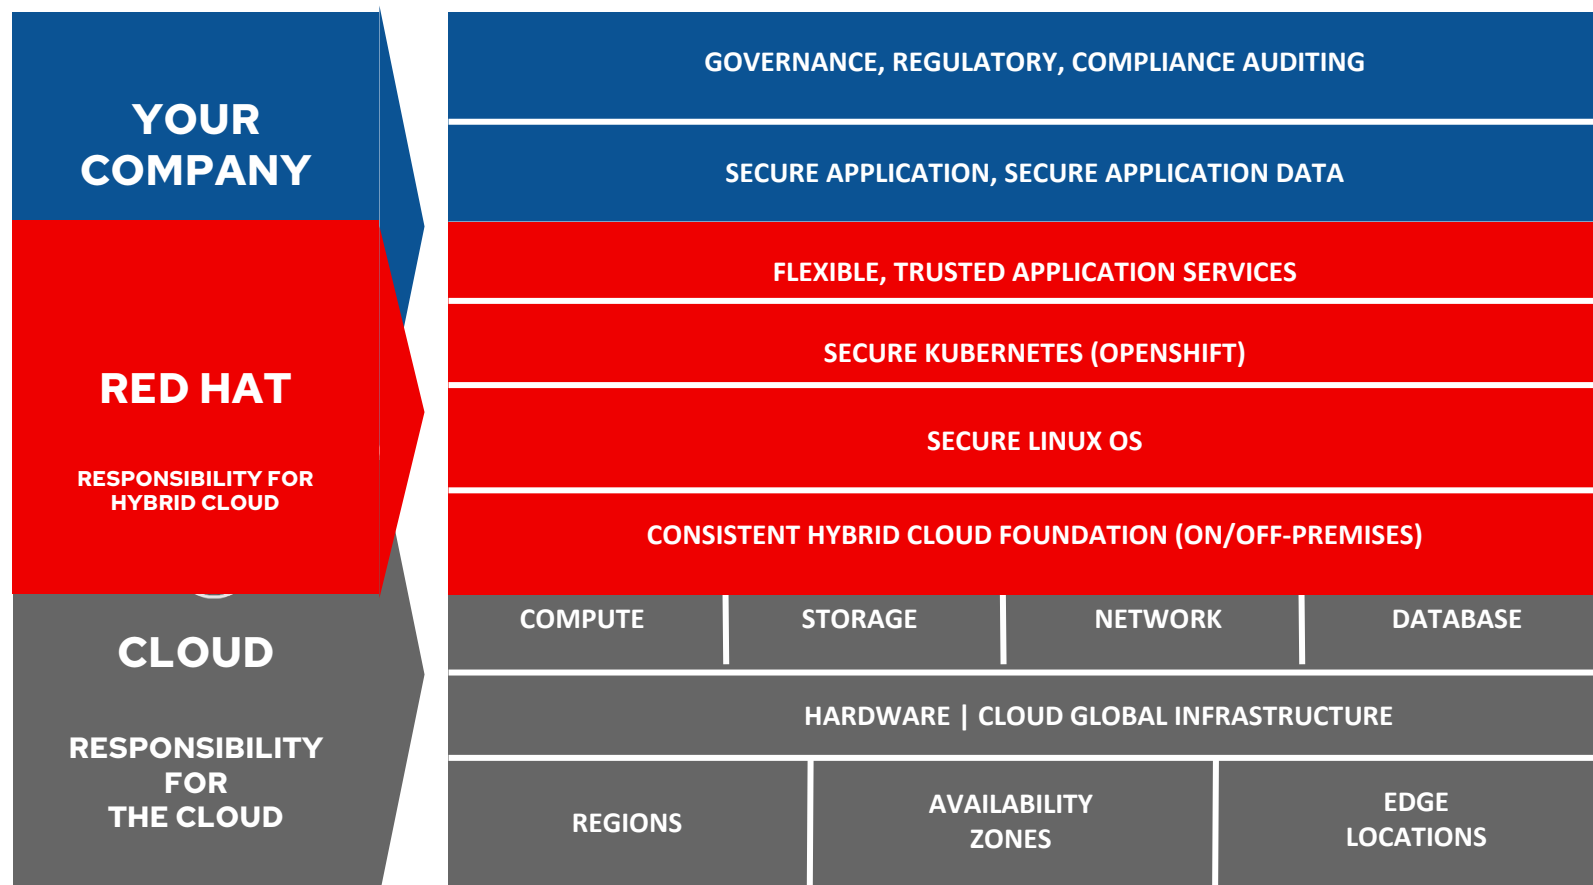 YOUR
COMPANY
GOVERNANCE, REGULATORY, COMPLIANCE AUDITING
SECURE APPLICATION, SECURE APPLICATION DATA
RED HAT
RESPONSIBILITY FOR
HYBRID CLOUD
FLEXIBLE, TRUSTED APPLICATION SERVICES
SECURE KUBERNETES (OPENSHIFT)
SECURE LINUX OS
CONSISTENT HYBRID CLOUD FOUNDATION (ON/OFF-PREMISES)
CLOUD
RESPONSIBILITY
FOR
THE CLOUD
COMPUTE
STORAGE
NETWORK
DATABASE
HARDWARE | CLOUD GLOBAL INFRASTRUCTURE
REGIONS
AVAILABILITY
ZONES
EDGE
LOCATIONS